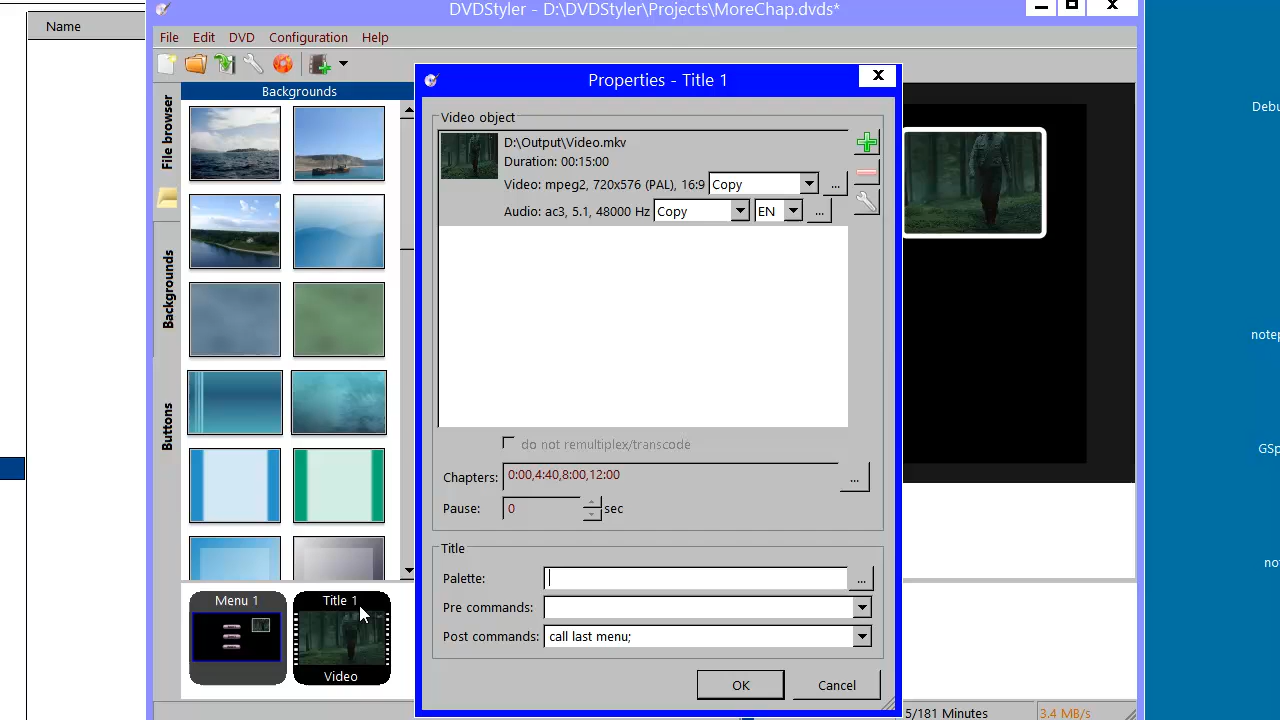 Name
DVDStyler - D:\DVDStyler\Projects\MoreChap.dvds*
File Edit DVD Configuration Help
Backgrounds
File browser
Backgrounds
Buttons
Properties - Title 1
Video object
D:\Output\Video.mkv
Duration: 00:15:00
Video: mpeg2, 720x576 (PAL), 16:9 Copy ...
Audio: ac3, 5.1, 48000 Hz Copy EN ...
do not remultiplex/transcode
Chapters: 0:00,4:40,8:00,12:00 ...
Pause: 0 sec
Title
Palette: ...
Pre commands:
Post commands: call last menu;
OK Cancel
Menu 1
Title 1
Video
5/181 Minutes 3.4 MB/s
Debu
notep
GSp
no